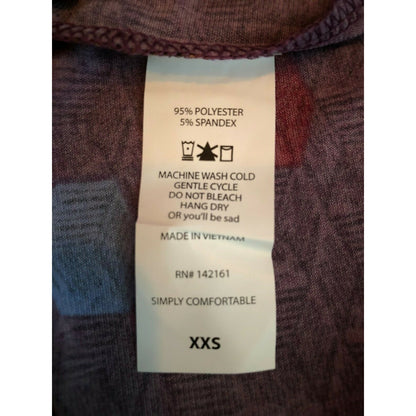 95% POLYESTER
5% SPANDEX
MACHINE WASH COLD
GENTLE CYCLE
DO NOT BLEACH
HANG DRY
OR you'll be sad
MADE IN VIETNAM
RN# 142161
SIMPLY COMFORTABLE
XXS